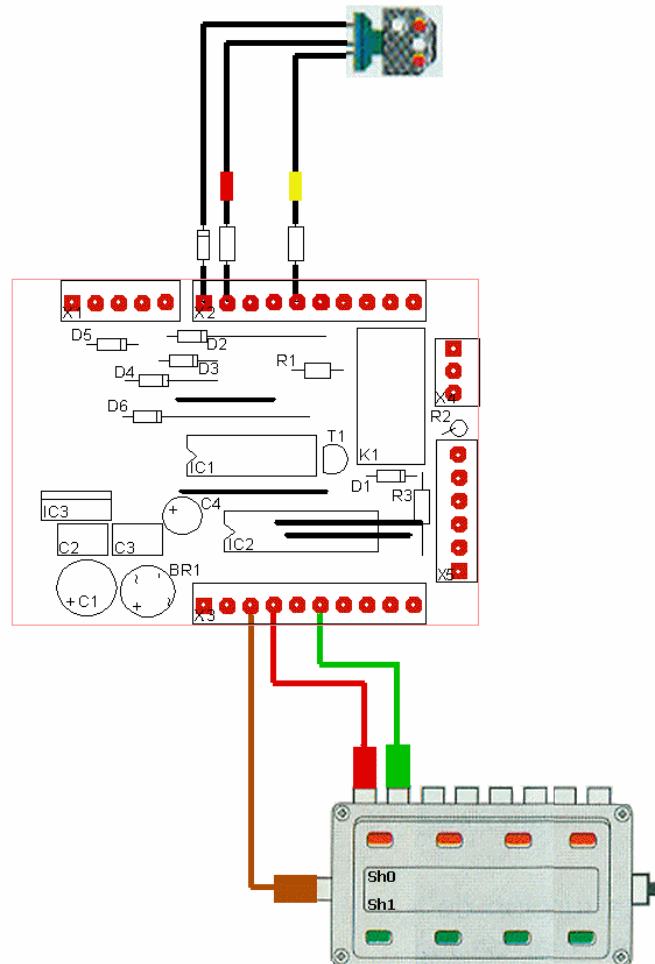 X1
X2
D5
D2
D3
D4
R1
X4
D6
R2
T1
IC1
K1
D1
R3
C4
IC3
IC2
C2
C3
X5
BR1
+
C1
+
+
X3
Sh0
Sh1